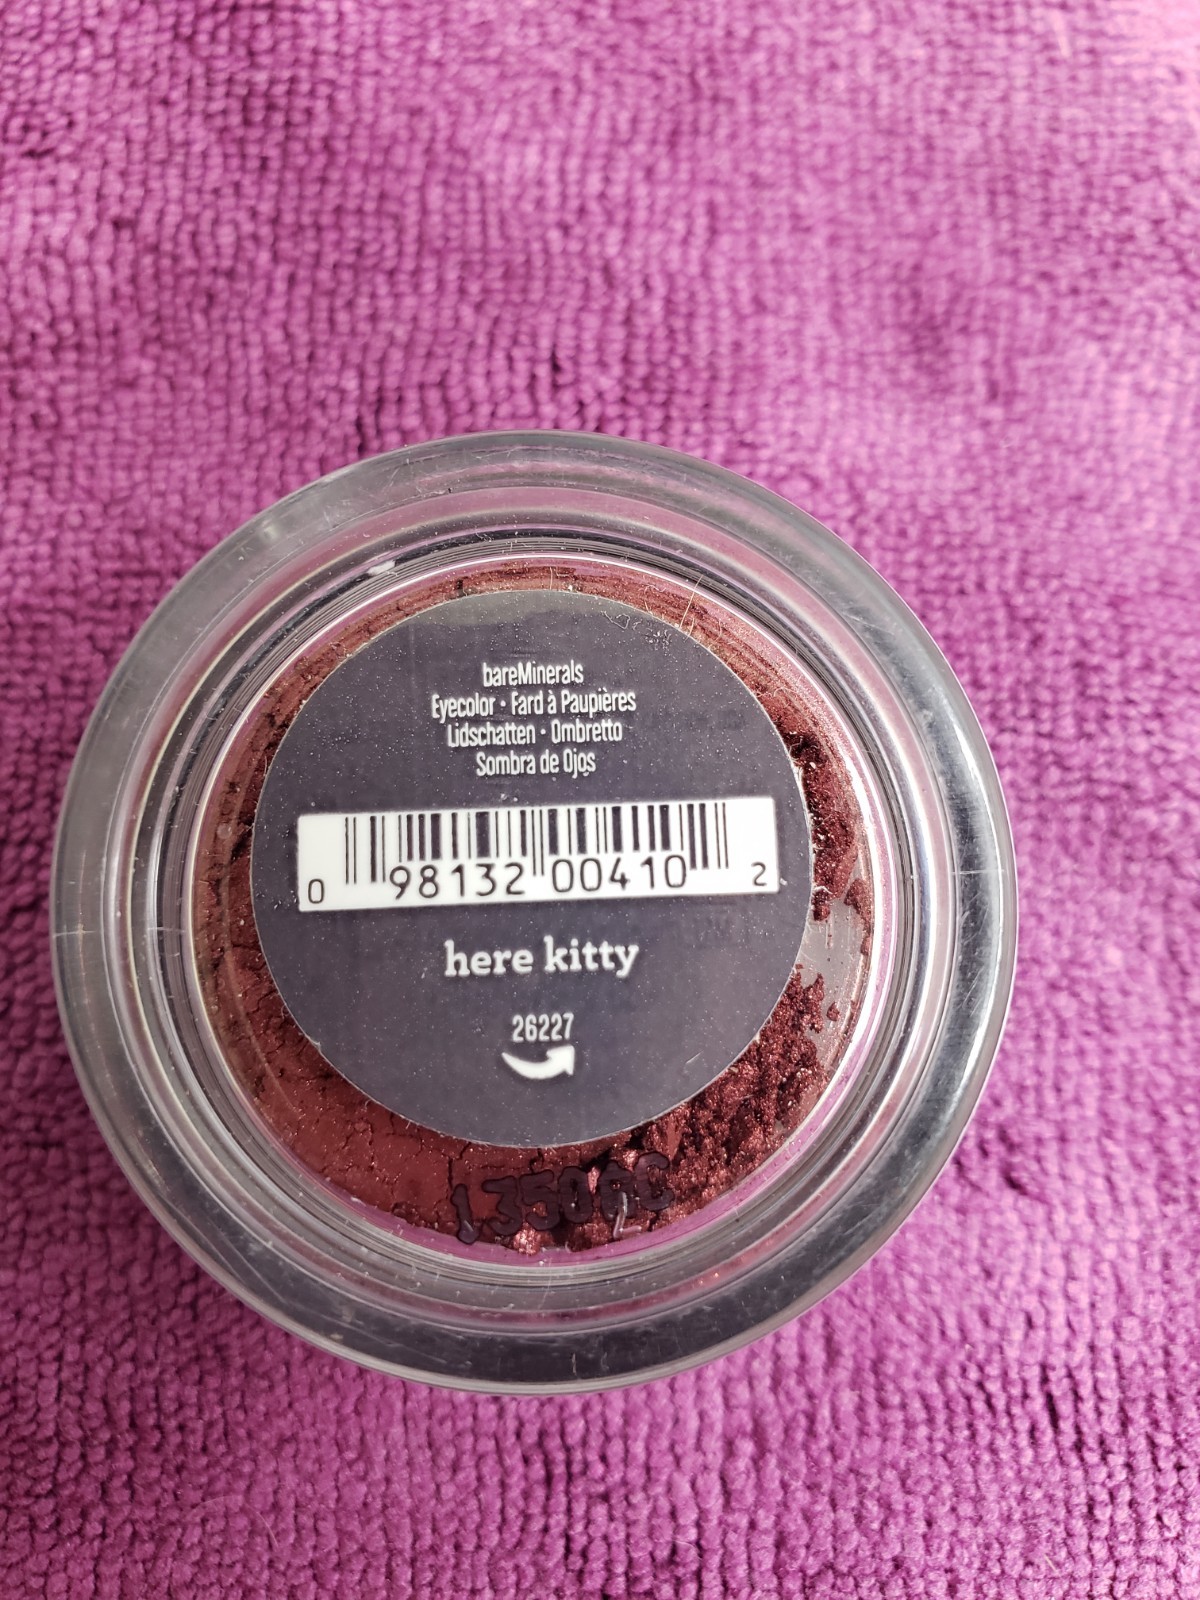 bareMinerals
Eyecolor · Fard à Paupières
Lidschatten · Ombretto
Sombra de Ojos
0 98132 00410 2
here kitty
26227